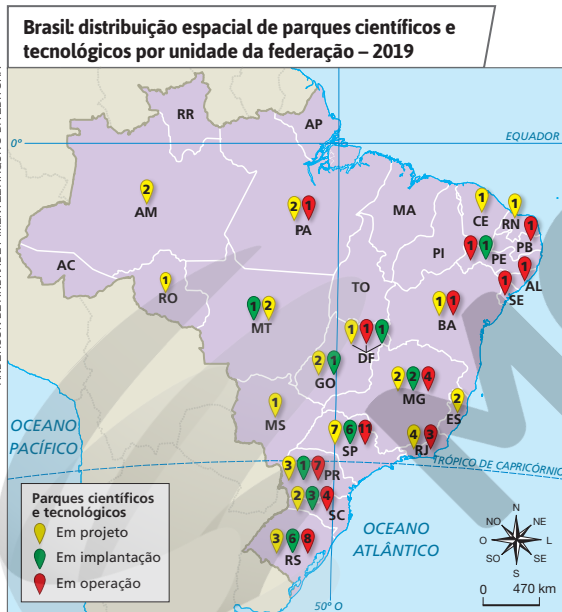 Brasil: distribuição espacial de parques científicos e
tecnológicos por unidade da federação – 2019
RR
AP
0°
EQUADOR
2
AM
2 1
PA
MA
1
CE
1
RN
1
PB
PI
1 1
PE
1
AL
1
SE
AC
1
RO
TO
1 2
MT
1 1
BA
1 1 1
DF
2 1
GO
2 2 4
MG
2
ES
1
MS
OCEANO
PACÍFICO
7 6 11
SP
4 3
RJ
TRÓPICO DE CAPRICÓRNIO
3 1 7
PR
2 3 4
SC
3 6 8
RS
OCEANO
ATLÂNTICO
Parques científicos
e tecnológicos
Em projeto
Em implantação
Em operação
N
NO NE
O L
SO SE
S
0 470 km
50° O